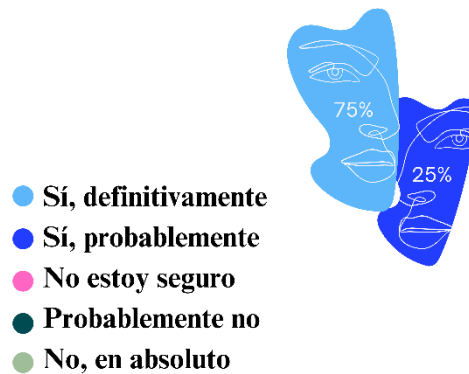 75%
25%
Sí, definitivamente
Sí, probablemente
No estoy seguro
Probablemente no
No, en absoluto